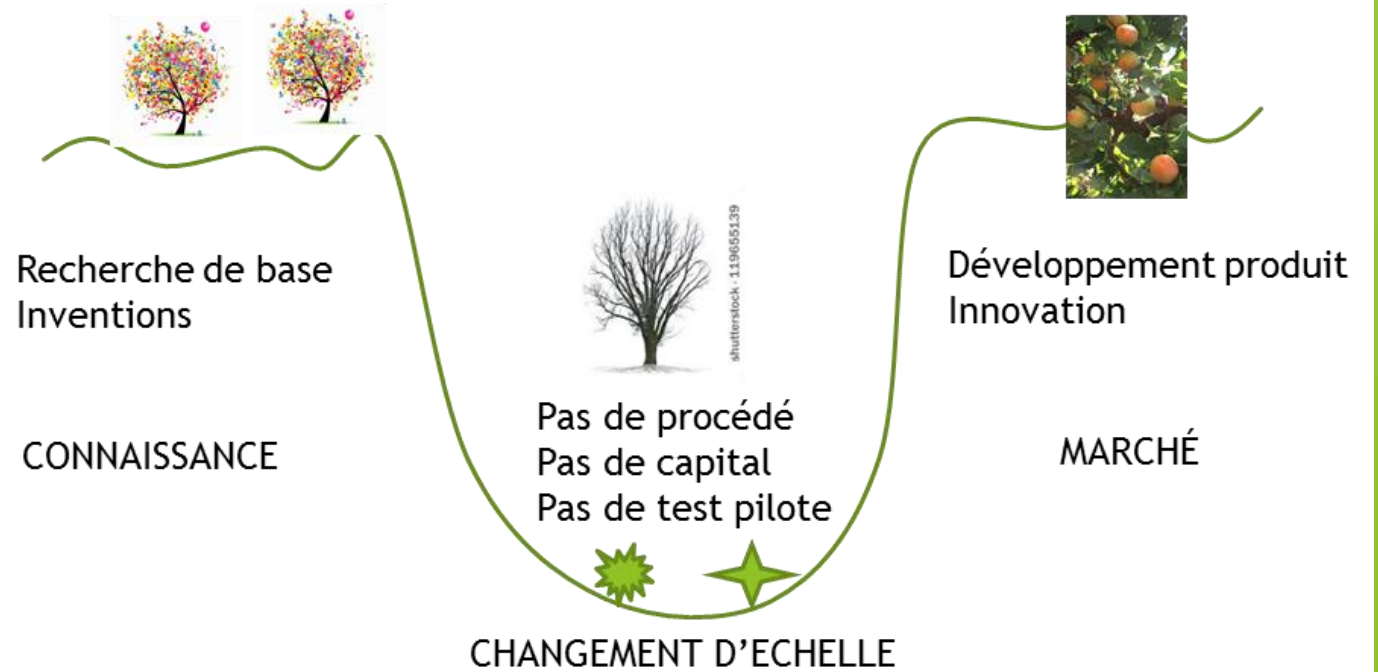 Recherche de base
Inventions
CONNAISSANCE
shutterstock · 119655139
Pas de procédé
Pas de capital
Pas de test pilote
CHANGEMENT D’ECHELLE
Développement produit
Innovation
MARCHÉ